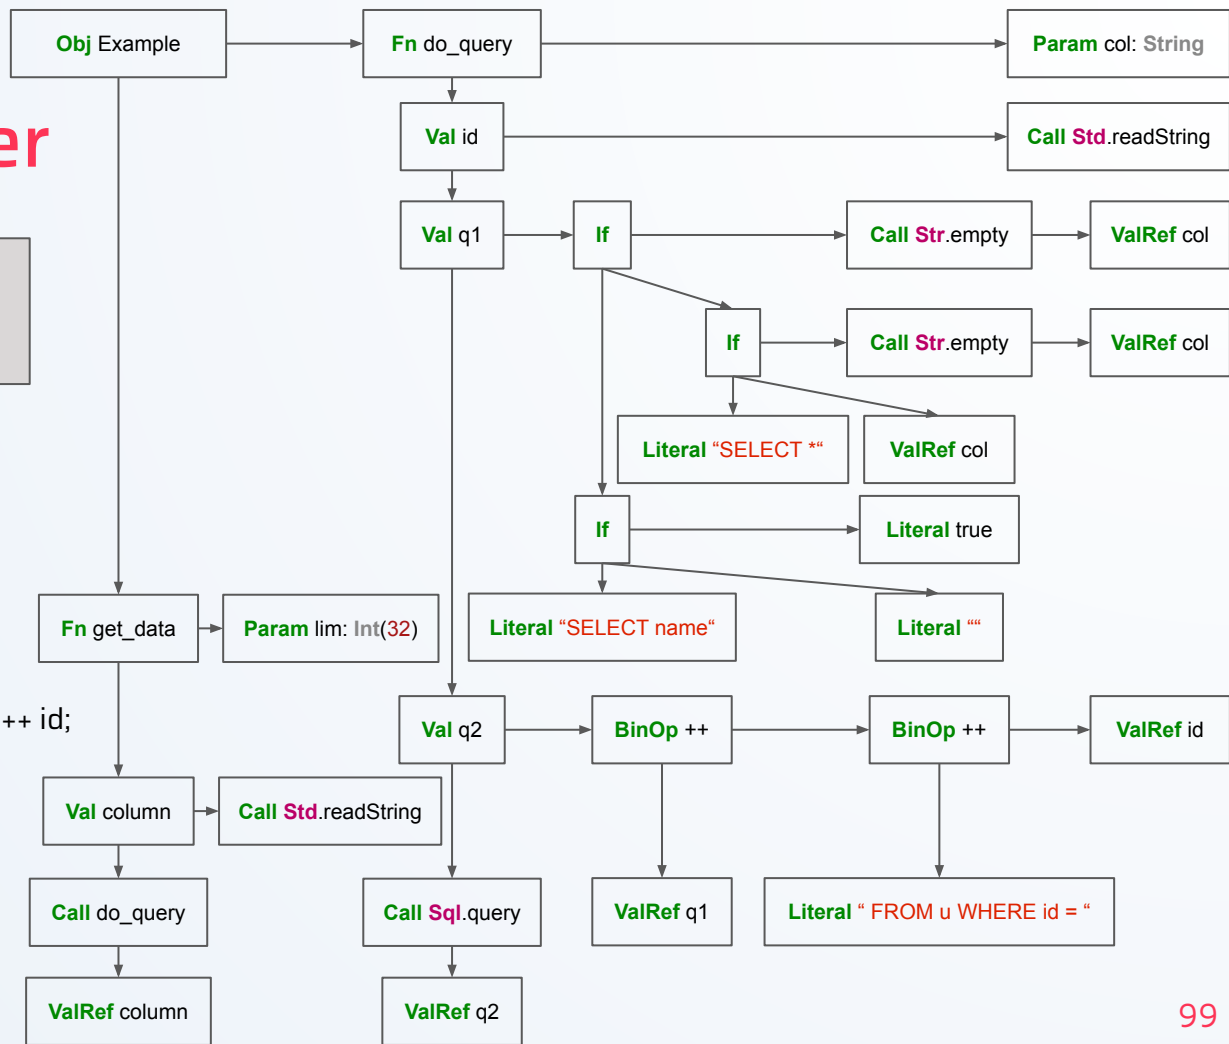 Obj Example
Fn do_query
Param col: String
er
Val id
Call Std.readString
Val q1
If
Call Str.empty
ValRef col
If
Call Str.empty
ValRef col
Literal “SELECT *“
ValRef col
If
Literal true
Fn get_data
Param lim: Int(32)
Literal “SELECT name“
Literal ““
++ id;
Val q2
BinOp ++
BinOp ++
ValRef id
Val column
Call Std.readString
Call do_query
Call Sql.query
ValRef q1
Literal “ FROM u WHERE id = “
ValRef column
ValRef q2
99